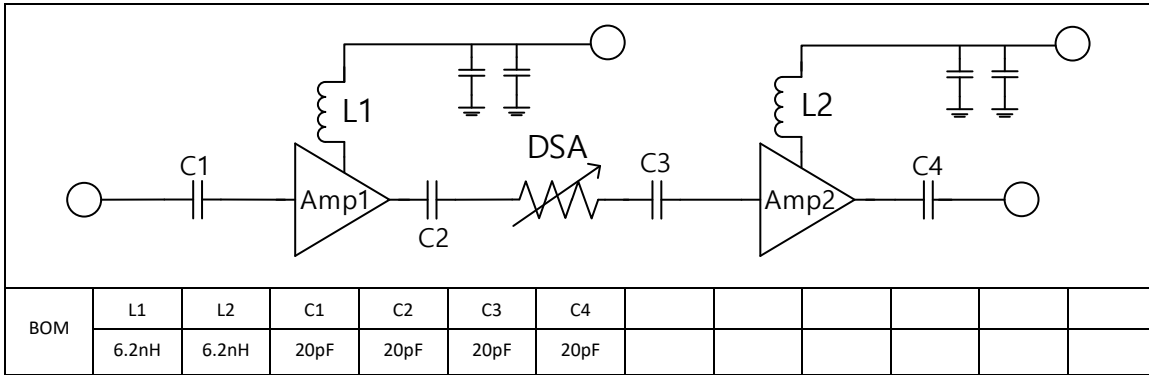 L1
L2
DSA
C1
C3
C4
Amp1
Amp2
C2
BOM L1 L2 C1 C2 C3 C4
6.2nH 6.2nH 20pF 20pF 20pF 20pF